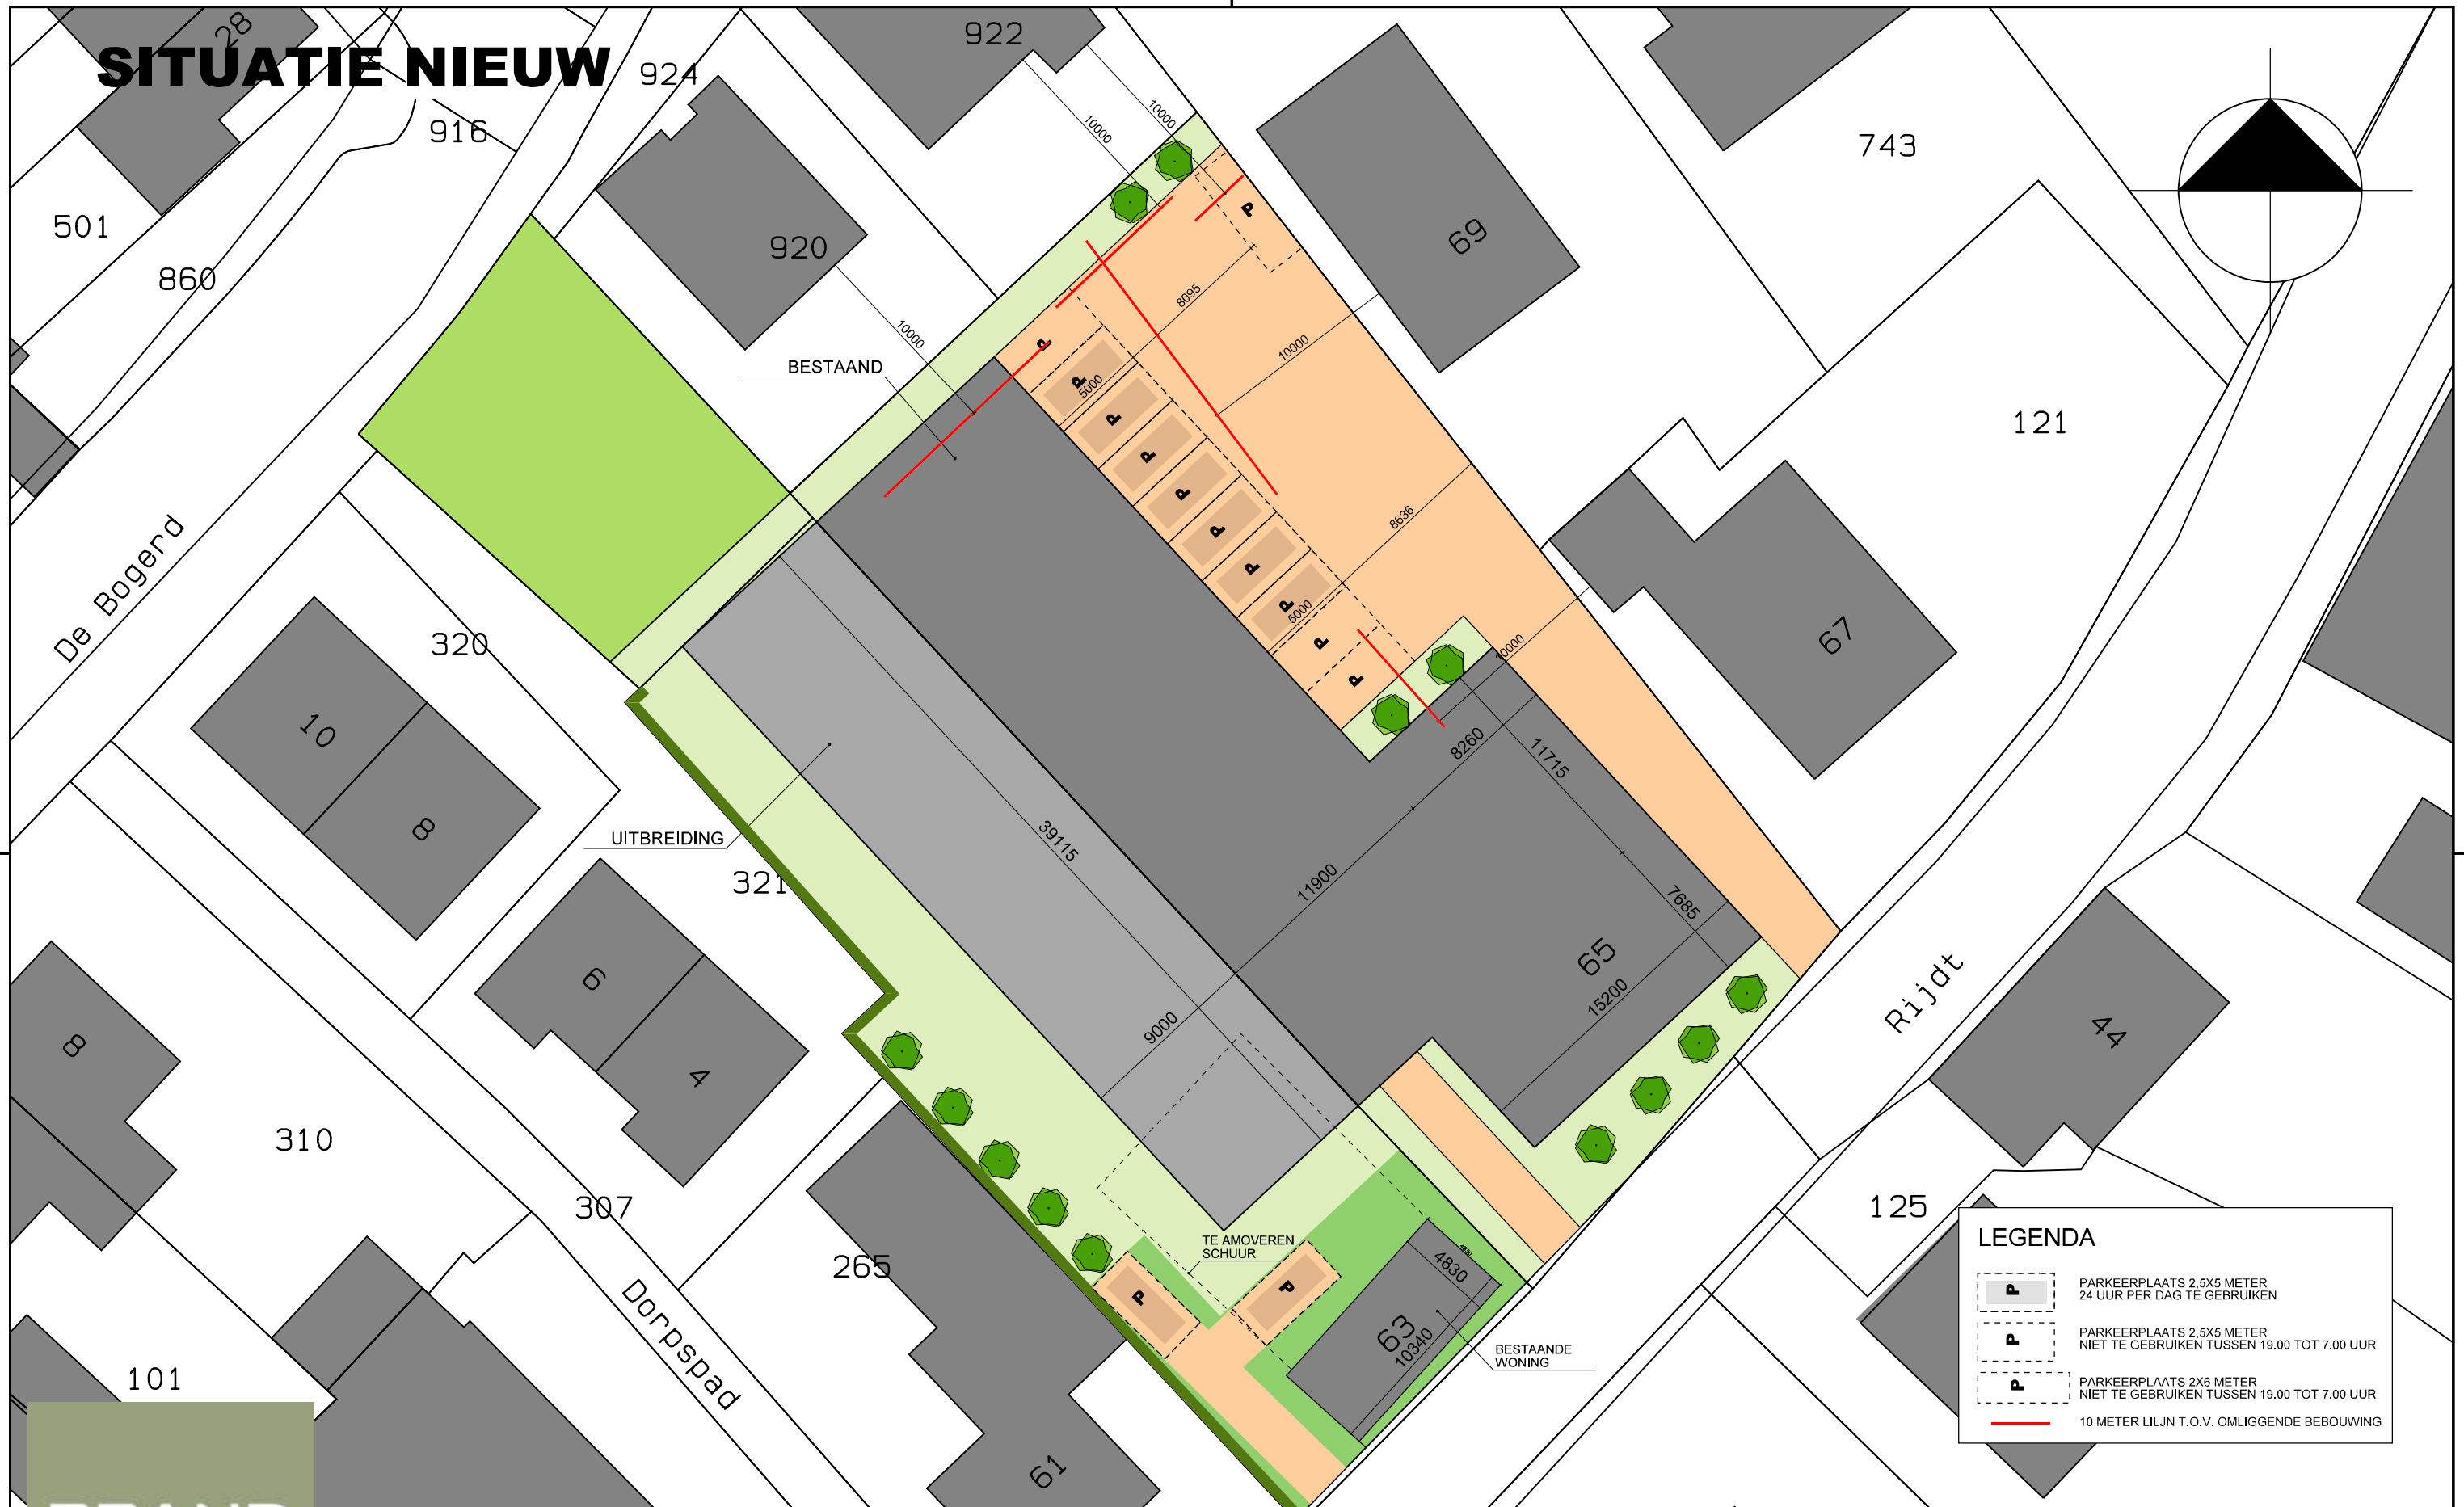 SITUATIE NIEUW
28
922
924
916
743
501
920
69
860
10000
10000
8095
10000
10000
BESTAAND
P
P
5000
P
P
P
P
P
P
5000
P
P
P
121
8636
10000
De Bogerd
320
67
10
8
8260
11715
UITBREIDING
39115
321
11900
7685
65
6
9000
15200
Rijdt
44
8
4
310
307
125
265
TE AMOVEREN
SCHUUR
4830
4830
P
P
63
10340
BESTAANDE
WONING
Dorpspad
101
61
LEGENDA
P
PARKEERPLAATS 2,5X5 METER
24 UUR PER DAG TE GEBRUIKEN
P
PARKEERPLAATS 2,5X5 METER
NIET TE GEBRUIKEN TUSSEN 19.00 TOT 7.00 UUR
P
PARKEERPLAATS 2X6 METER
NIET TE GEBRUIKEN TUSSEN 19.00 TOT 7.00 UUR
10 METER LILJN T.O.V. OMLIGGENDE BEBOUWING